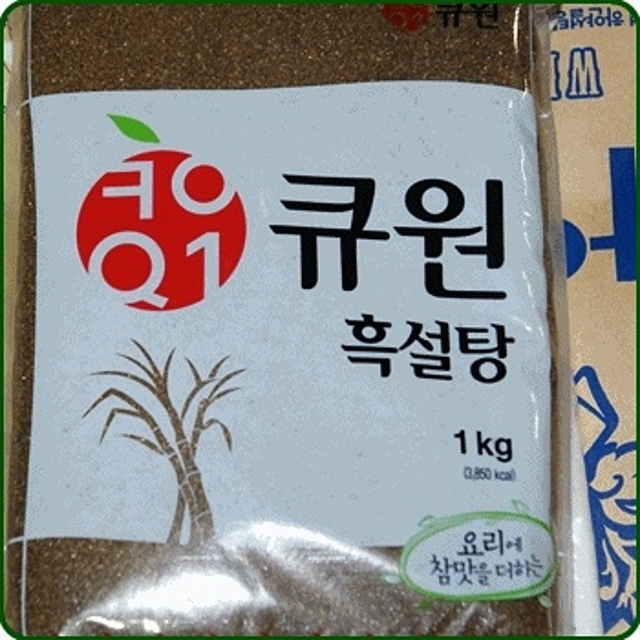 큐원
ㅋㅇ
Q1
큐원
흑설탕
1kg
(3,850 kcal)
요리에
참맛을 더하는